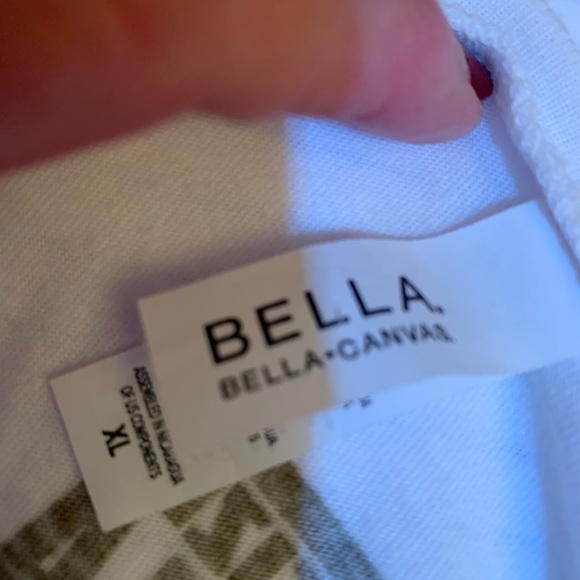 BELLA.
BELLA+CANVAS.
XL
ASSEMBLED IN NICARAGUA
OF US COMPONENTS